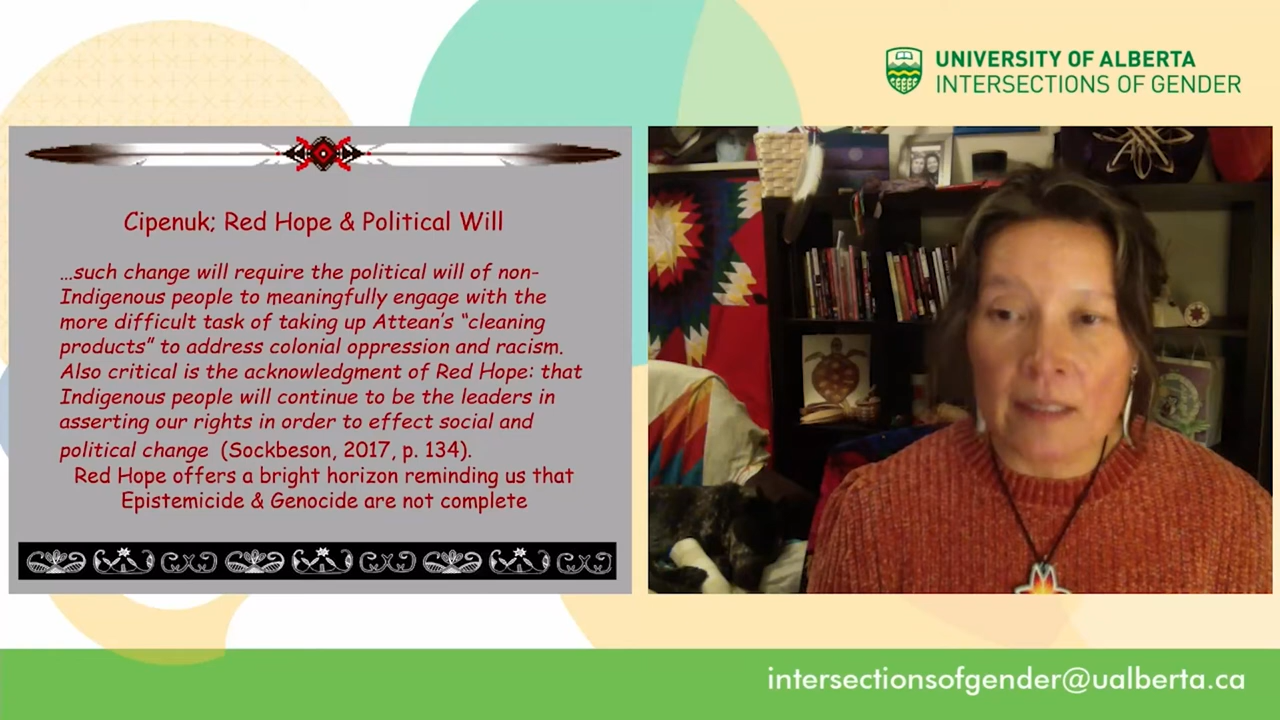 UNIVERSITY OF ALBERTA
INTERSECTIONS OF GENDER
Cipenuk; Red Hope & Political Will
…such change will require the political will of non-
Indigenous people to meaningfully engage with the
more difficult task of taking up Attean's "cleaning
products" to address colonial oppression and racism.
Also critical is the acknowledgment of Red Hope: that
Indigenous people will continue to be the leaders in
asserting our rights in order to effect social and
political change (Sockbeson, 2017, p. 134).
Red Hope offers a bright horizon reminding us that
Epistemicide & Genocide are not complete
intersectionsofgender@ualberta.ca